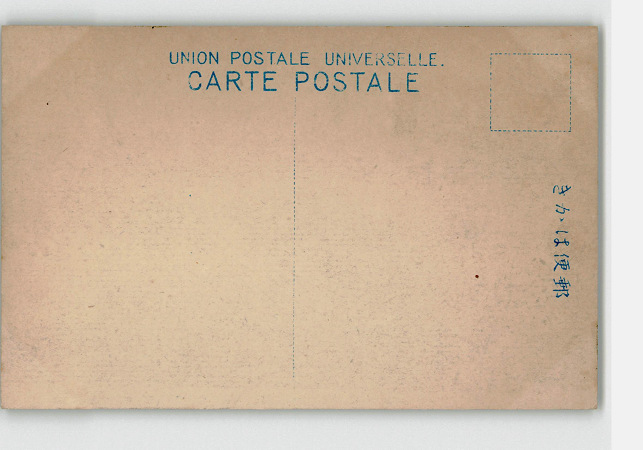 UNION POSTALE UNIVERSELLE.
CARTE POSTALE
きかは便郵